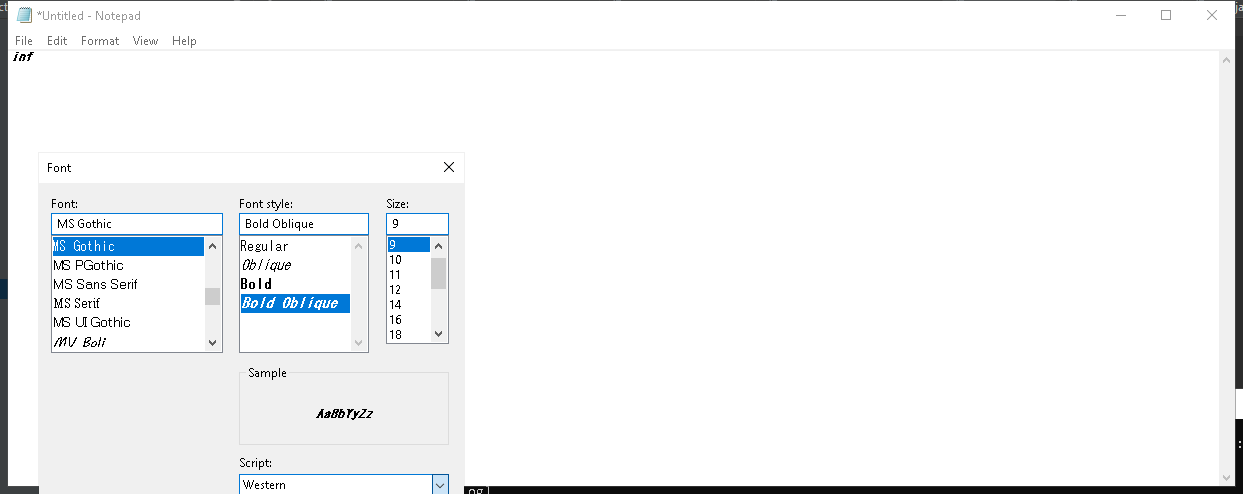 *Untitled - Notepad
File Edit Format View Help
inf
Font
Font: Font style: Size:
MS Gothic Bold Oblique 9
MS Gothic Regular 9
MS PGothic Oblique 10
MS Sans Serif Bold 11
MS Serif Bold Oblique 12
MS UI Gothic 14
MV Boli 16
18
Sample
AaBbYyZz
Script:
Western